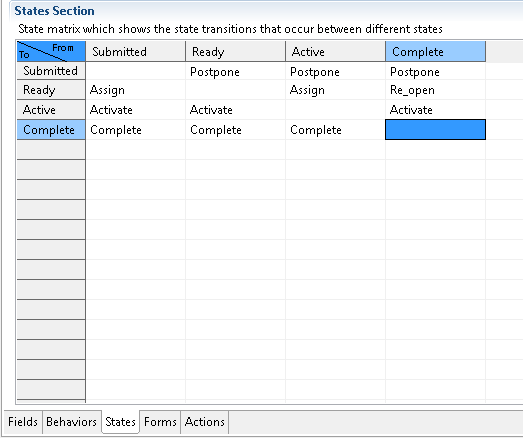 States Section
State matrix which shows the state transitions that occur between different states
From
To
Submitted Ready Active Complete
Submitted Postpone Postpone Postpone
Ready Assign Assign Re_open
Active Activate Activate Activate
Complete Complete Complete Complete
Fields Behaviors States Forms Actions